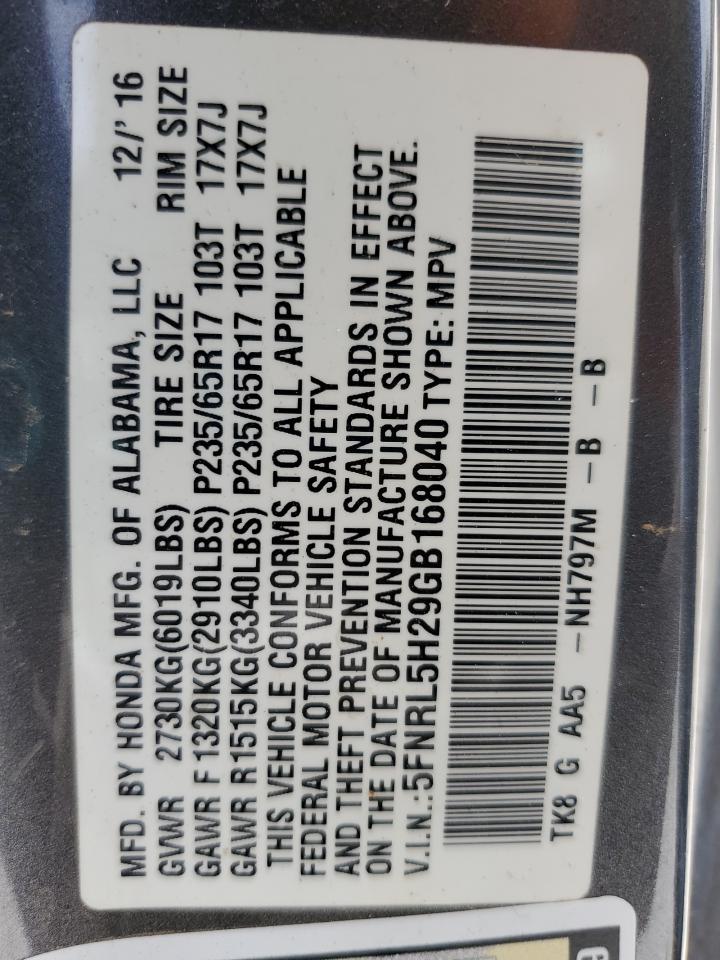 MFD. BY HONDA MFG. OF ALABAMA, LLC 12/' 16
GVWR 2730KG(6019LBS) TIRE SIZE RIM SIZE
GAWR F 1320KG(2910LBS) P235/65R17 103T 17X7J
GAWR R1515KG(3340LBS) P235/65R17 103T 17X7J
THIS VEHICLE CONFORMS TO ALL APPLICABLE
FEDERAL MOTOR VEHICLE SAFETY
AND THEFT PREVENTION STANDARDS IN EFFECT
ON THE DATE OF MANUFACTURE SHOWN ABOVE.
V.I.N.:5FNRL5H29GB168040 TYPE: MPV
TK8 G AA5 -NH797M -B -B